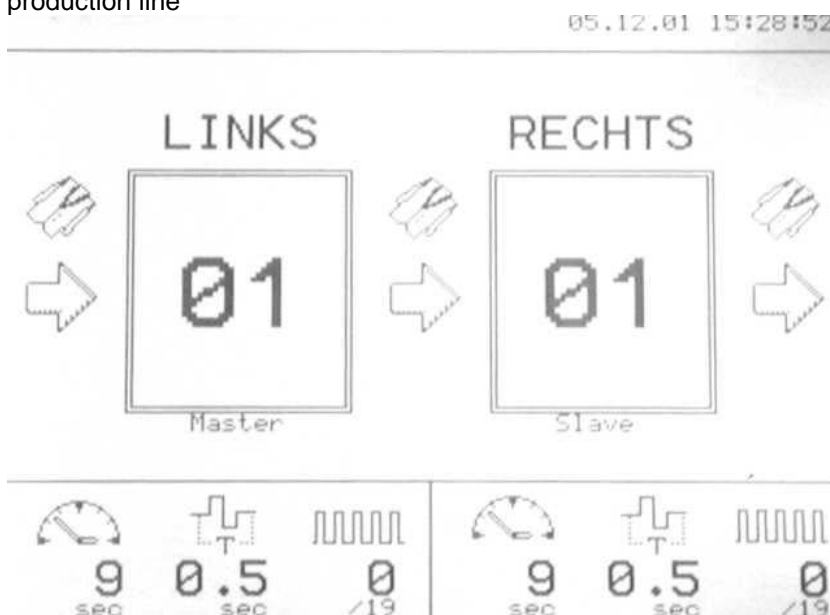 production line
05.12.01 15:28:52
LINKS RECHTS
01 01
Master Slave
T T
9 0.5 0 9 0.5 0
sec sec /19 sec sec /19